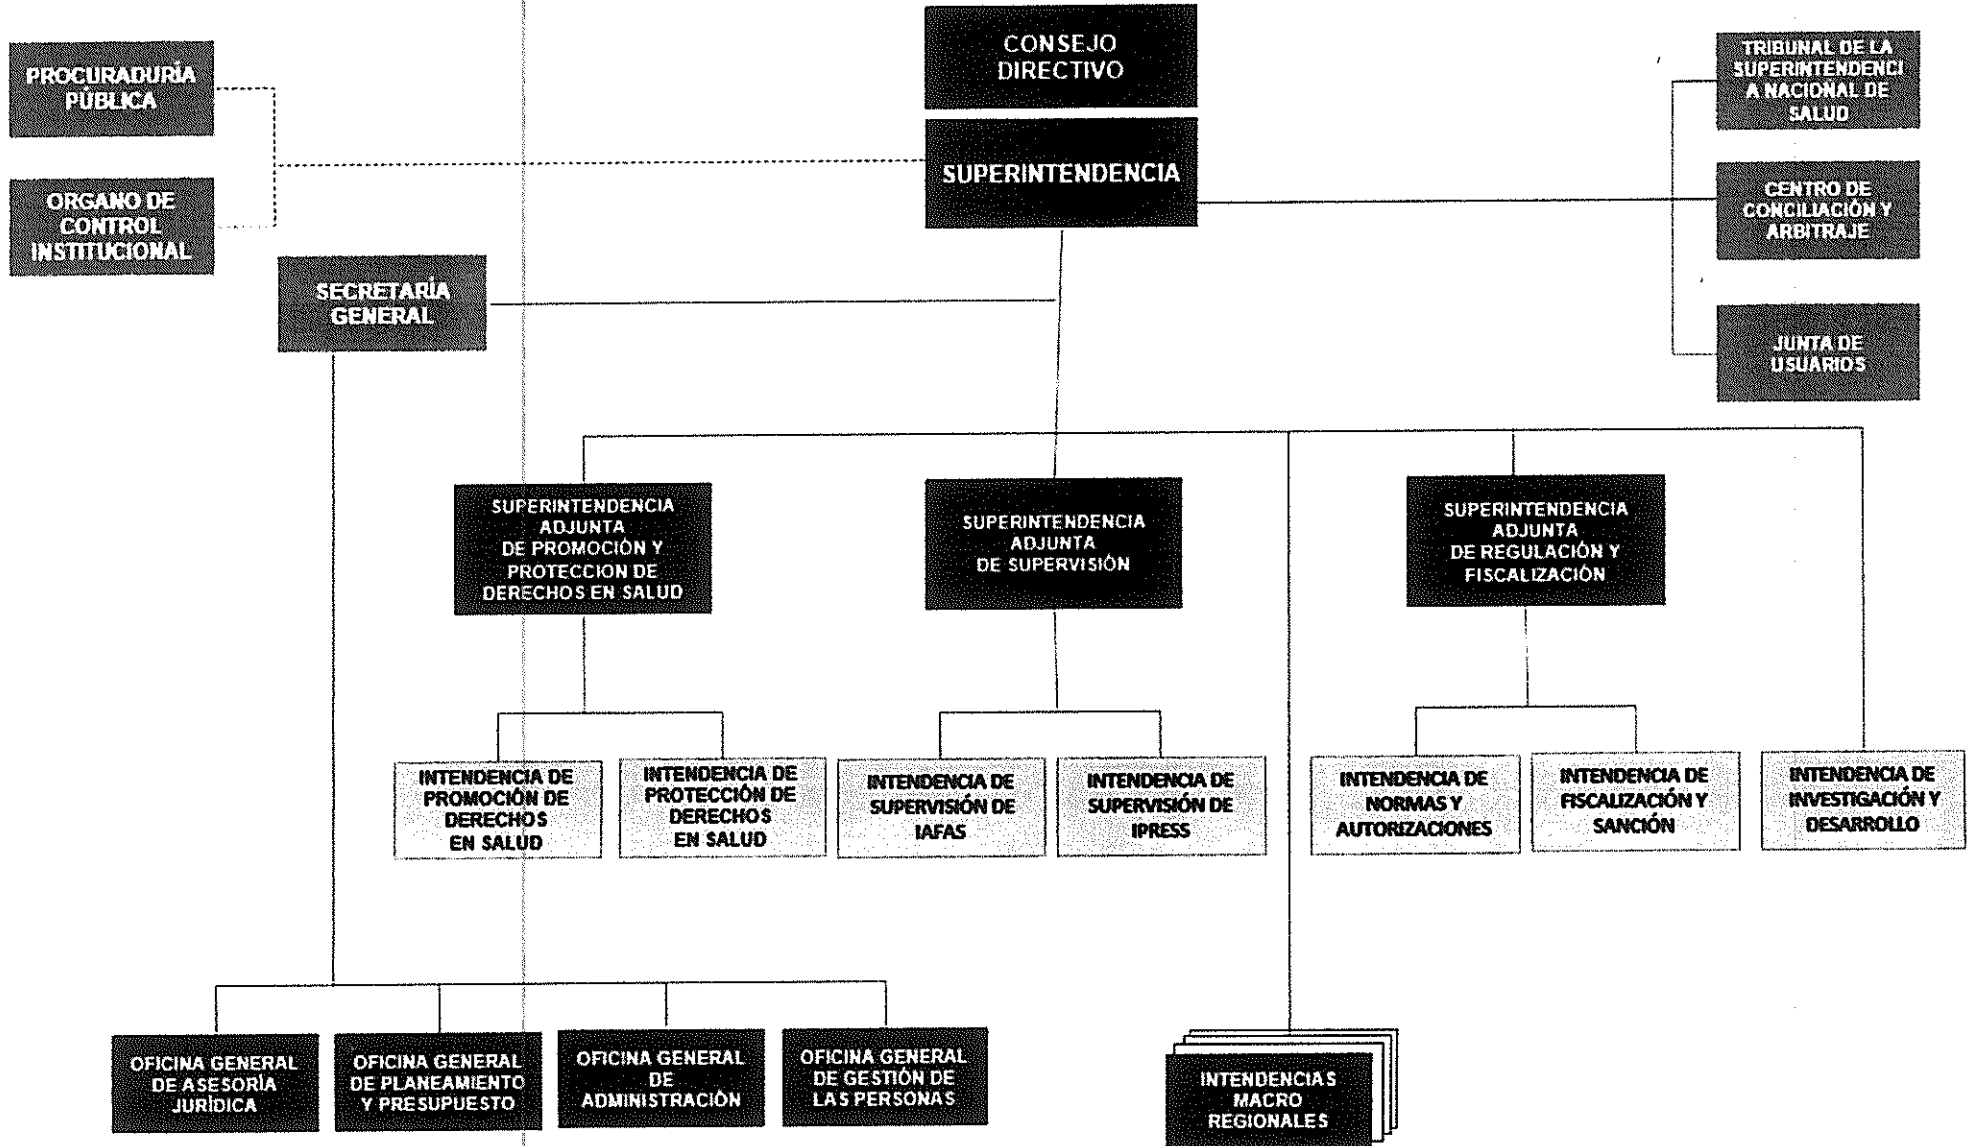 CONSEJO
DIRECTIVO
PROCURADURÍA
PÚBLICA
TRIBUNAL DE LA
SUPERINTENDENCI
A NACIONAL DE
SALUD
SUPERINTENDENCIA
ORGANO DE
CONTROL
INSTITUCIONAL
CENTRO DE
CONCILIACIÓN Y
ARBITRAJE
SECRETARÍA
GENERAL
JUNTA DE
USUARIOS
SUPERINTENDENCIA
ADJUNTA
DE PROMOCIÓN Y
PROTECCION DE
DERECHOS EN SALUD
SUPERINTENDENCIA
ADJUNTA
DE SUPERVISIÓN
SUPERINTENDENCIA
ADJUNTA
DE REGULACIÓN Y
FISCALIZACIÓN
INTENDENCIA DE
PROMOCIÓN DE
DERECHOS
EN SALUD
INTENDENCIA DE
PROTECCIÓN DE
DERECHOS
EN SALUD
INTENDENCIA DE
SUPERVISIÓN DE
IAFAS
INTENDENCIA DE
SUPERVISIÓN DE
IPRESS
INTENDENCIA DE
NORMAS Y
AUTORIZACIONES
INTENDENCIA DE
FISCALIZACIÓN Y
SANCIÓN
INTENDENCIA DE
INVESTIGACIÓN Y
DESARROLLO
OFICINA GENERAL
DE ASESORÍA
JURÍDICA
OFICINA GENERAL
DE PLANEAMIENTO
Y PRESUPUESTO
OFICINA GENERAL
DE
ADMINISTRACIÓN
OFICINA GENERAL
DE GESTIÓN DE
LAS PERSONAS
INTENDENCIAS
MACRO
REGIONALES